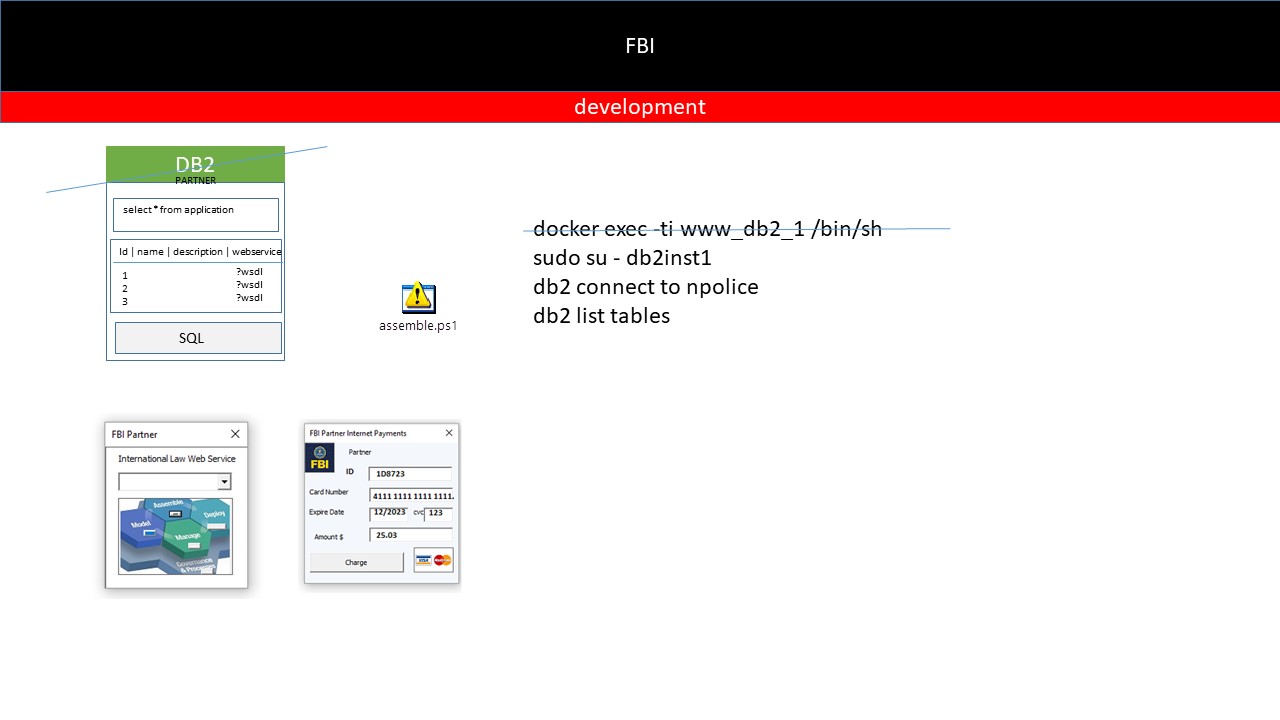 FBI
development
DB2
PARTNER
select * from application
Id | name | description | webservice
1 ?wsdl
2 ?wsdl
3 ?wsdl
SQL
assemble.ps1
docker exec -ti www_db2_1 /bin/sh
sudo su - db2inst1
db2 connect to npolice
db2 list tables
FBI Partner
International Law Web Service
Assemble
Model
Deploy
Manage
Governance
& Processes
FBI Partner Internet Payments
FBI
Partner
ID 1D8723
Card Number 4111 1111 1111 1111.
Expire Date 12/2023 cvc 123
Amount $ 25.03
Charge
VISA MasterCard